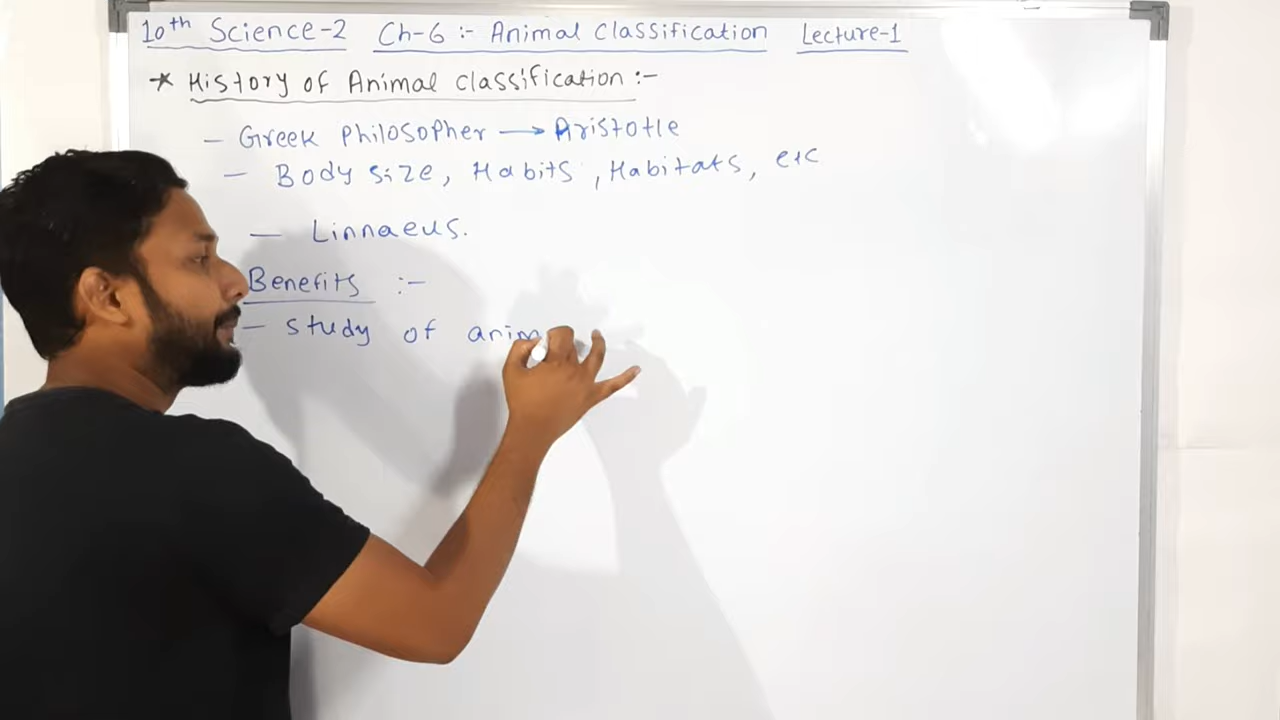 10th Science-2 Ch-6 :- Animal Classification Lecture-1
* History of Animal classification :-
- Greek Philosopher → Aristotle
- Body size, Habits, Habitats, etc
- Linnaeus.
Benefits :-
- study of anim